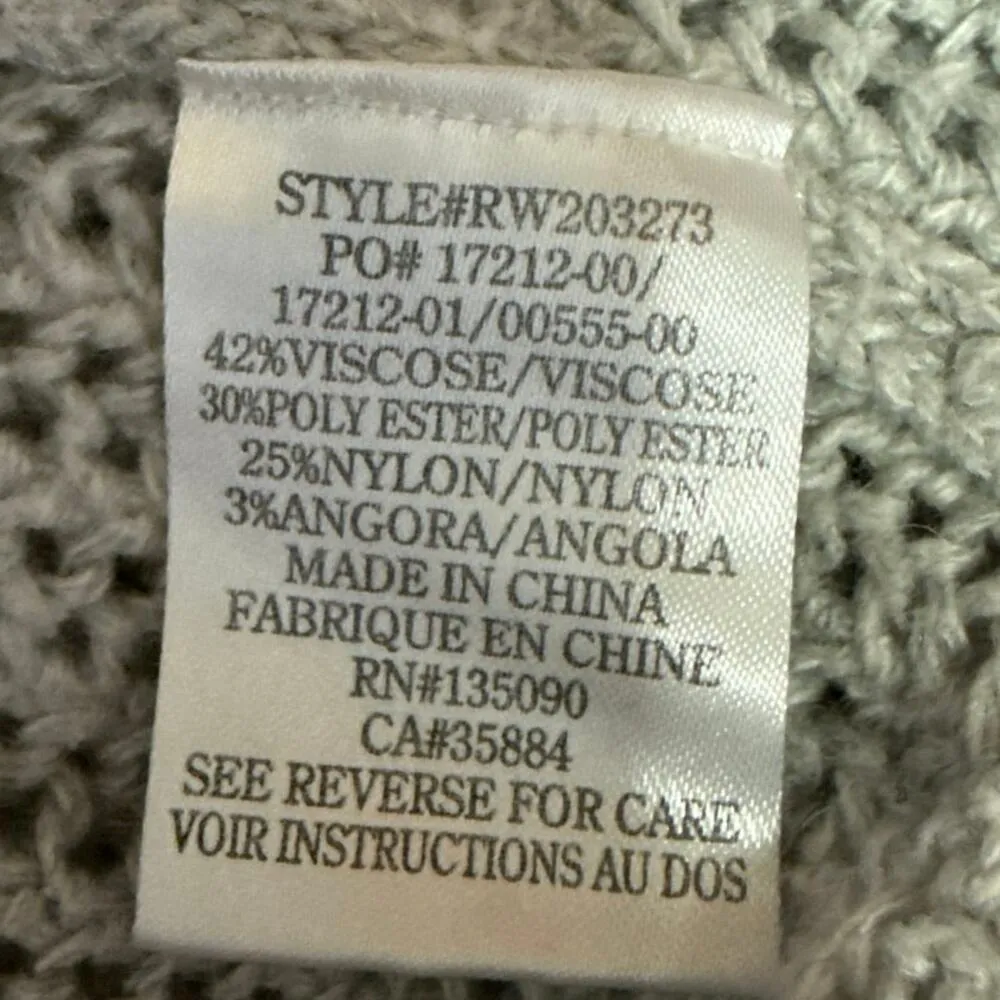 STYLE#RW203273
PO# 17212-00/
17212-01/00555-00
42%VISCOSE/VISCOSE
30%POLY ESTER/POLY ESTER
25%NYLON/NYLON
3%ANGORA/ANGOLA
MADE IN CHINA
FABRIQUE EN CHINE
RN#135090
CA#35884
SEE REVERSE FOR CARE
VOIR INSTRUCTIONS AU DOS